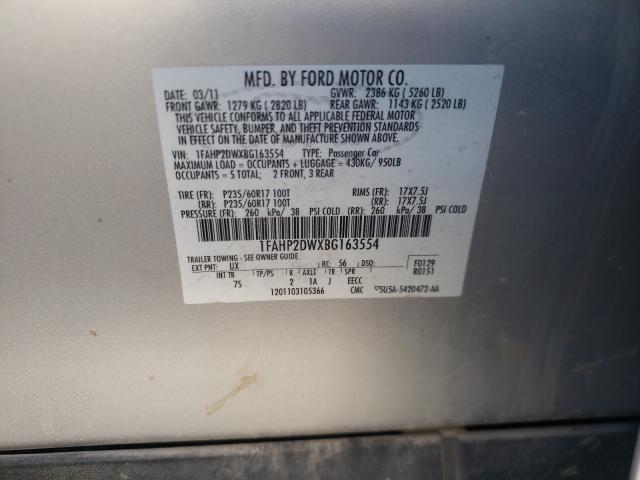 MFD. BY FORD MOTOR CO.
DATE: 03/11 GVWR: 2386 KG ( 5260 LB)
FRONT GAWR: 1279 KG ( 2820 LB) REAR GAWR: 1143 KG ( 2520 LB)
THIS VEHICLE CONFORMS TO ALL APPLICABLE FEDERAL MOTOR
VEHICLE SAFETY, BUMPER, AND THEFT PREVENTION STANDARDS
IN EFFECT ON THE DATE OF MANUFACTURE SHOWN ABOVE.
VIN: 1FAHP2DWXBG163554 TYPE: Passenger Car
MAXIMUM LOAD = OCCUPANTS + LUGGAGE = 430KG/ 950LB
OCCUPANTS = 5 TOTAL: 2 FRONT, 3 REAR
TIRE (FR): P235/60R17 100T RIMS (FR): 17X7.5J
(RR): P235/60R17 100T (RR): 17X7.5J
PRESSURE (FR): 260 kPa/ 38 PSI COLD (RR): 260 kPa/ 38 PSI COLD
1FAHP2DWXBG163554
TRAILER TOWING - SEE OWNER GUIDE
EXT PNT: UX RC: 56 DSO: F0129
INT TR TP/PS R AXLE TR SPR R0151
7S 2 1A J EECC
1201103105366 CMC 5U5A-5420472-AA